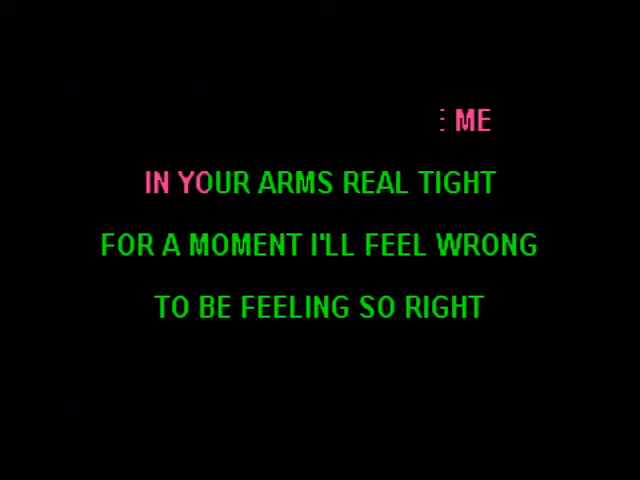 ME
IN YOUR ARMS REAL TIGHT
FOR A MOMENT I'LL FEEL WRONG
TO BE FEELING SO RIGHT